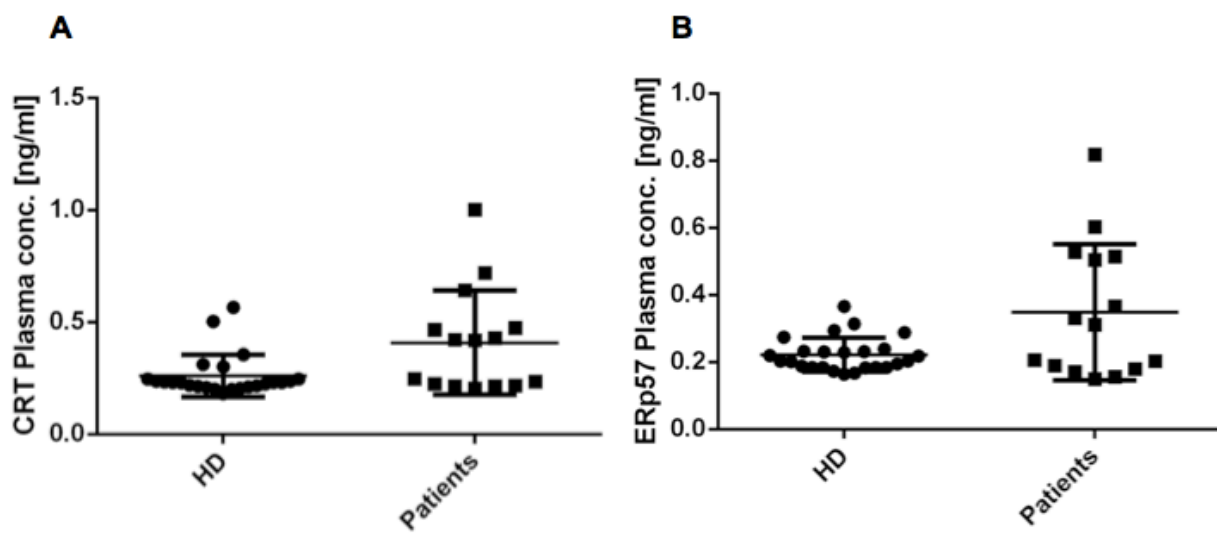 A
CRT Plasma conc. [ng/ml]
1.5
1.0
0.5
0.0
HD
Patients
B
ERp57 Plasma conc. [ng/ml]
1.0
0.8
0.6
0.4
0.2
0.0
HD
Patients